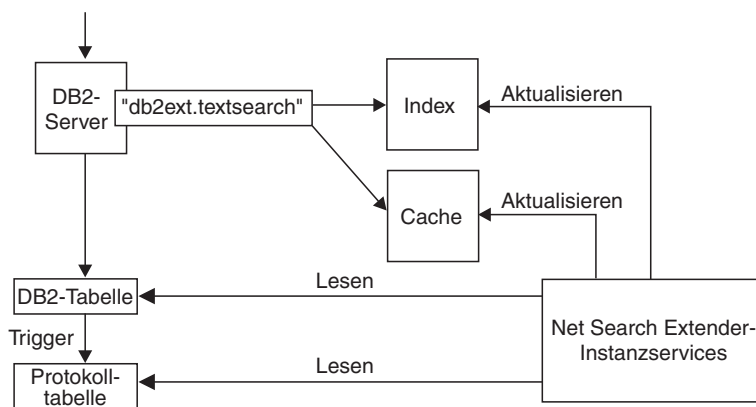 DB2-
Server
"db2ext.textsearch"
Index
Aktualisieren
Cache
Aktualisieren
DB2-Tabelle
Lesen
Net Search Extender-
Instanzservices
Trigger
Protokoll-
tabelle
Lesen